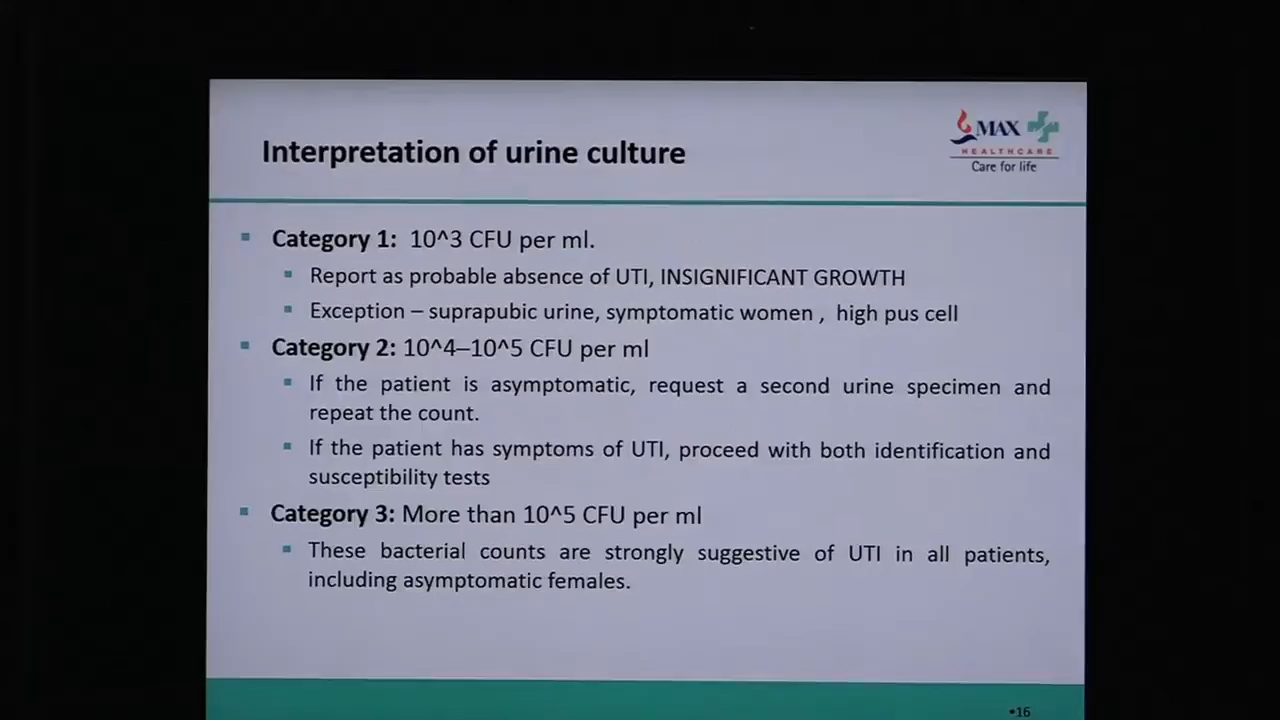 Interpretation of urine culture
MAX
HEALTHCARE
Care for life
▪ Category 1: 10^3 CFU per ml.
▪ Report as probable absence of UTI, INSIGNIFICANT GROWTH
▪ Exception – suprapubic urine, symptomatic women , high pus cell
▪ Category 2: 10^4–10^5 CFU per ml
▪ If the patient is asymptomatic, request a second urine specimen and
repeat the count.
▪ If the patient has symptoms of UTI, proceed with both identification and
susceptibility tests
▪ Category 3: More than 10^5 CFU per ml
▪ These bacterial counts are strongly suggestive of UTI in all patients,
including asymptomatic females.
•16